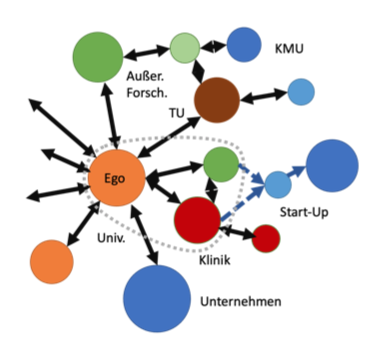 KMU
Außer.
Forsch.
TU
Ego
Start-Up
Univ.
Klinik
Unternehmen